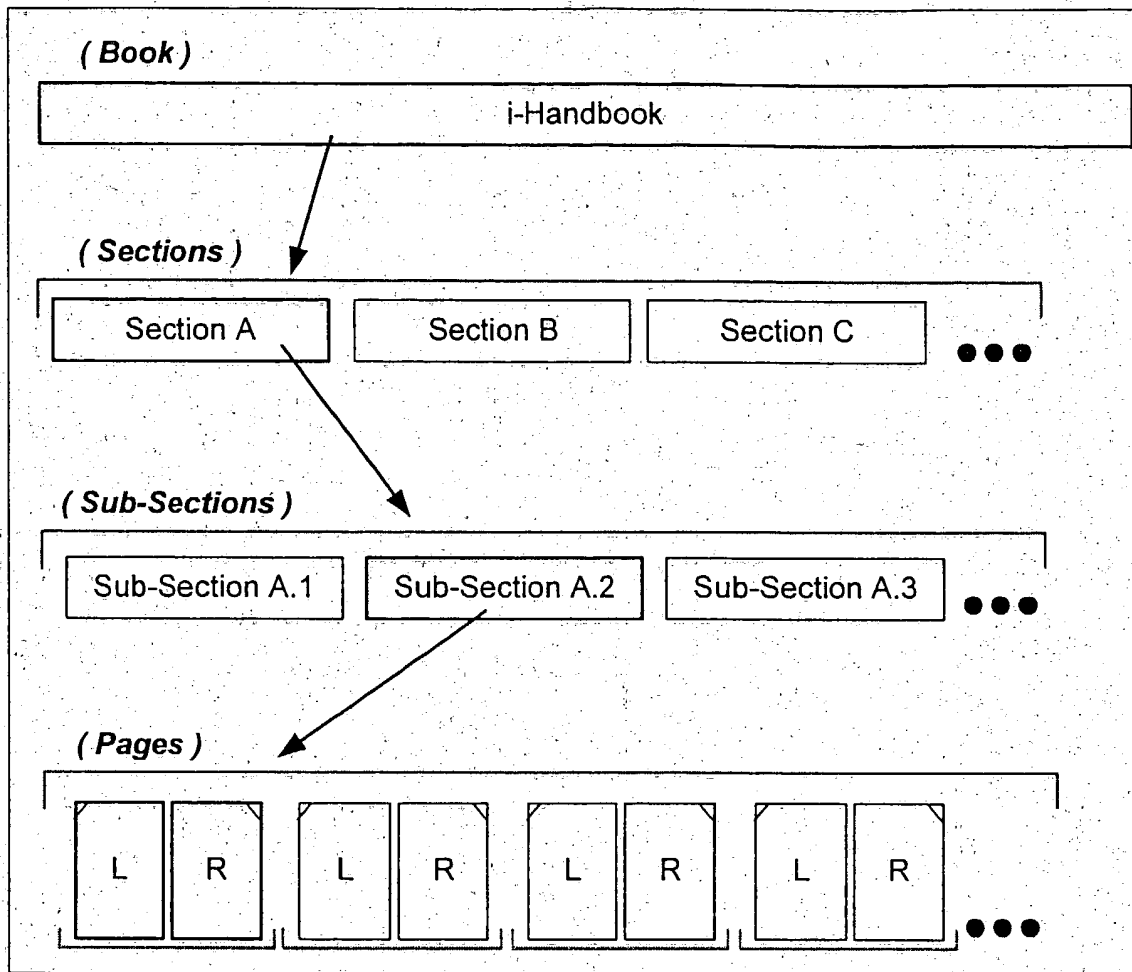 ( Book )
i-Handbook
( Sections )
Section A Section B Section C
( Sub-Sections )
Sub-Section A.1 Sub-Section A.2 Sub-Section A.3
( Pages )
L R L R L R L R